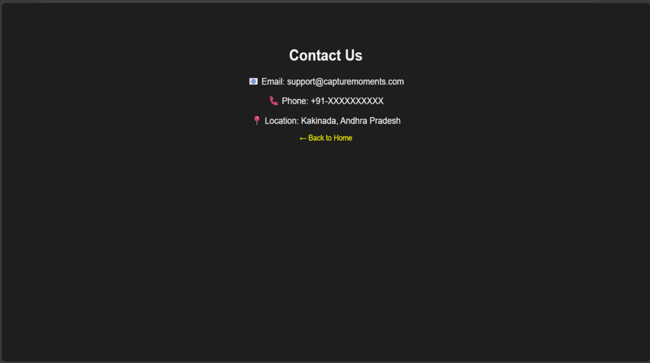 Contact Us
📧 Email: support@capturemoments.com
📞 Phone: +91-XXXXXXXXXX
📍 Location: Kakinada, Andhra Pradesh
← Back to Home